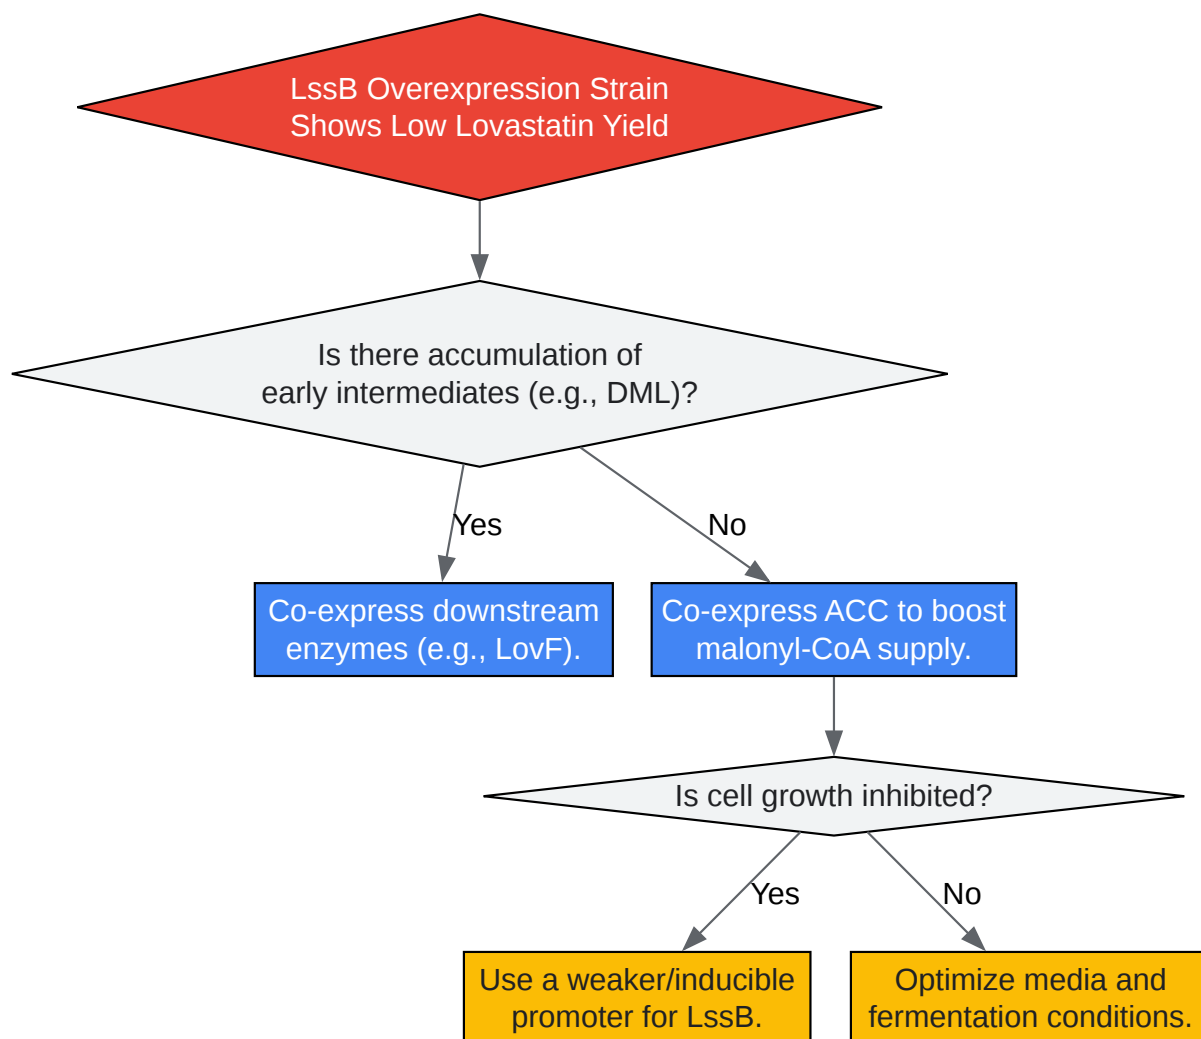 LssB Overexpression Strain
Shows Low Lovastatin Yield
Is there accumulation of
early intermediates (e.g., DML)?
Yes
No
Co-express downstream
enzymes (e.g., LovF).
Co-express ACC to boost
malonyl-CoA supply.
Is cell growth inhibited?
Yes
No
Use a weaker/inducible
promoter for LssB.
Optimize media and
fermentation conditions.